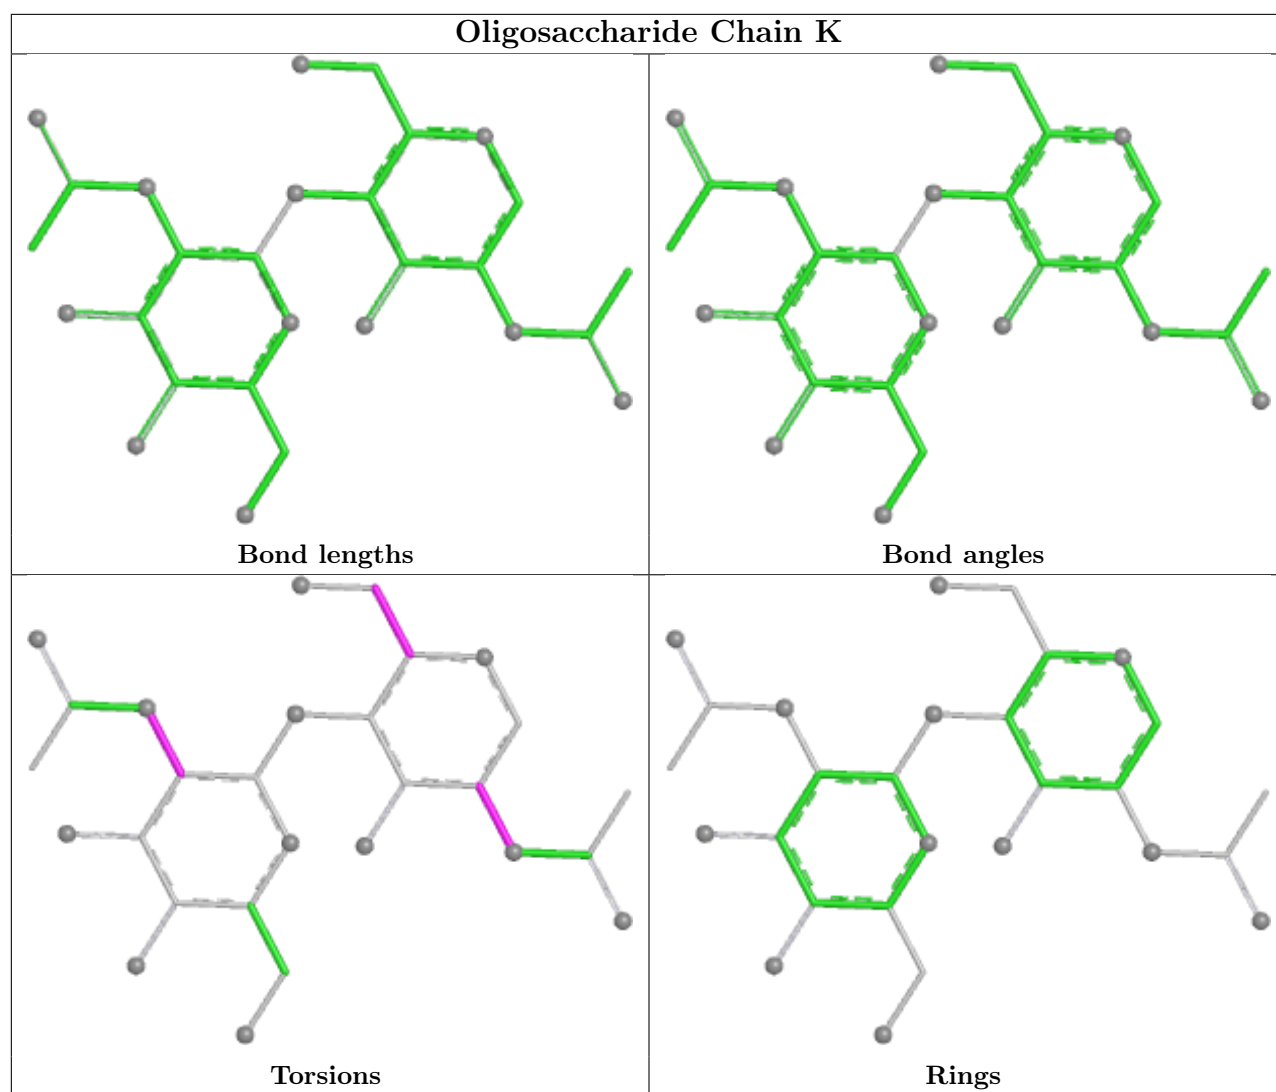 Oligosaccharide Chain K
Bond lengths
Bond angles
Torsions
Rings